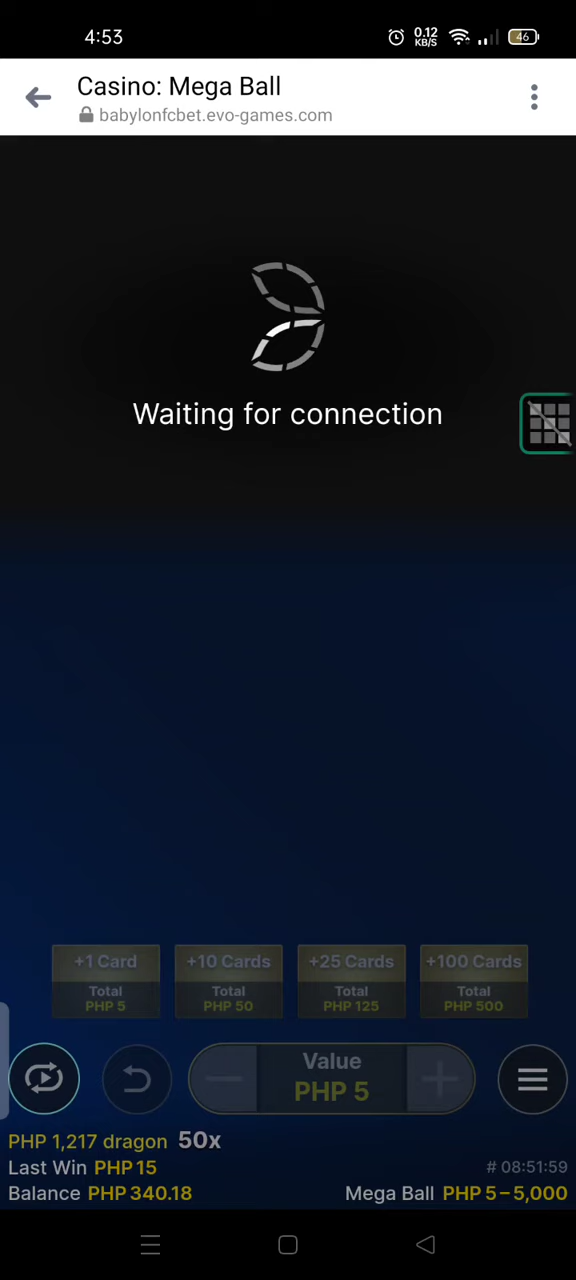 4:53
0.12
KB/S
46
Casino: Mega Ball
babylonfcbet.evo-games.com
Waiting for connection
+1 Card
Total
PHP 5
+10 Cards
Total
PHP 50
+25 Cards
Total
PHP 125
+100 Cards
Total
PHP 500
Value
PHP 5
PHP 1,217 dragon 50x
Last Win PHP 15
# 08:51:59
Balance PHP 340.18
Mega Ball PHP 5–5,000